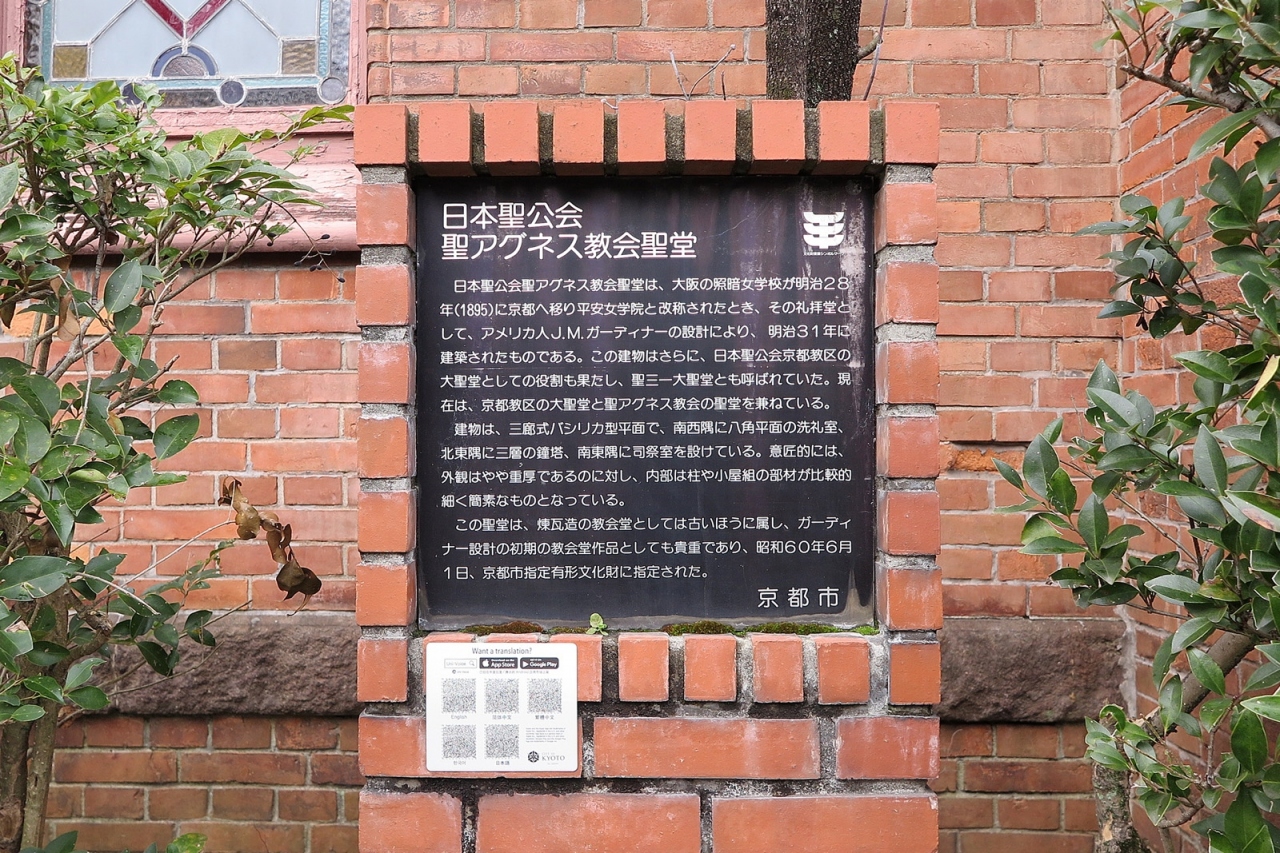 日本聖公会
聖アグネス教会聖堂
日本聖公会聖アグネス教会聖堂は、大阪の照暗女学校が明治28
年(1895)に京都へ移り平安女学院と改称されたとき、その礼拝堂と
して、アメリカ人J.M.ガーディナーの設計により、明治31年に
建築されたものである。この建物はさらに、日本聖公会京都教区の
大聖堂としての役割も果たし、聖三一大聖堂とも呼ばれていた。現
在は、京都教区の大聖堂と聖アグネス教会の聖堂を兼ねている。
建物は、三廊式バシリカ型平面で、南西隅に八角平面の洗礼室、
北東隅に三層の鐘塔、南東隅に司祭室を設けている。意匠的には、
外観はやや重厚であるのに対し、内部は柱や小屋組の部材が比較的
細く簡素なものとなっている。
この聖堂は、煉瓦造の教会堂としては古いほうに属し、ガーディ
ナー設計の初期の教会堂作品としても貴重であり、昭和60年6月
1日、京都市指定有形文化財に指定された。
京都市
Want a translation?
App Store
Google Play
English
简体中文
繁體中文
한국어
日本語
KYOTO